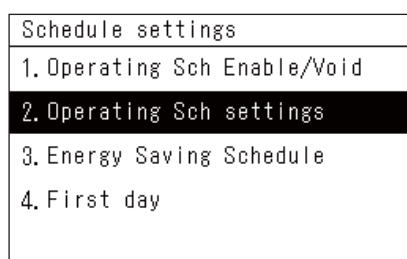 Schedule settings
1. Operating Sch Enable/Void
2. Operating Sch settings
3. Energy Saving Schedule
4. First day